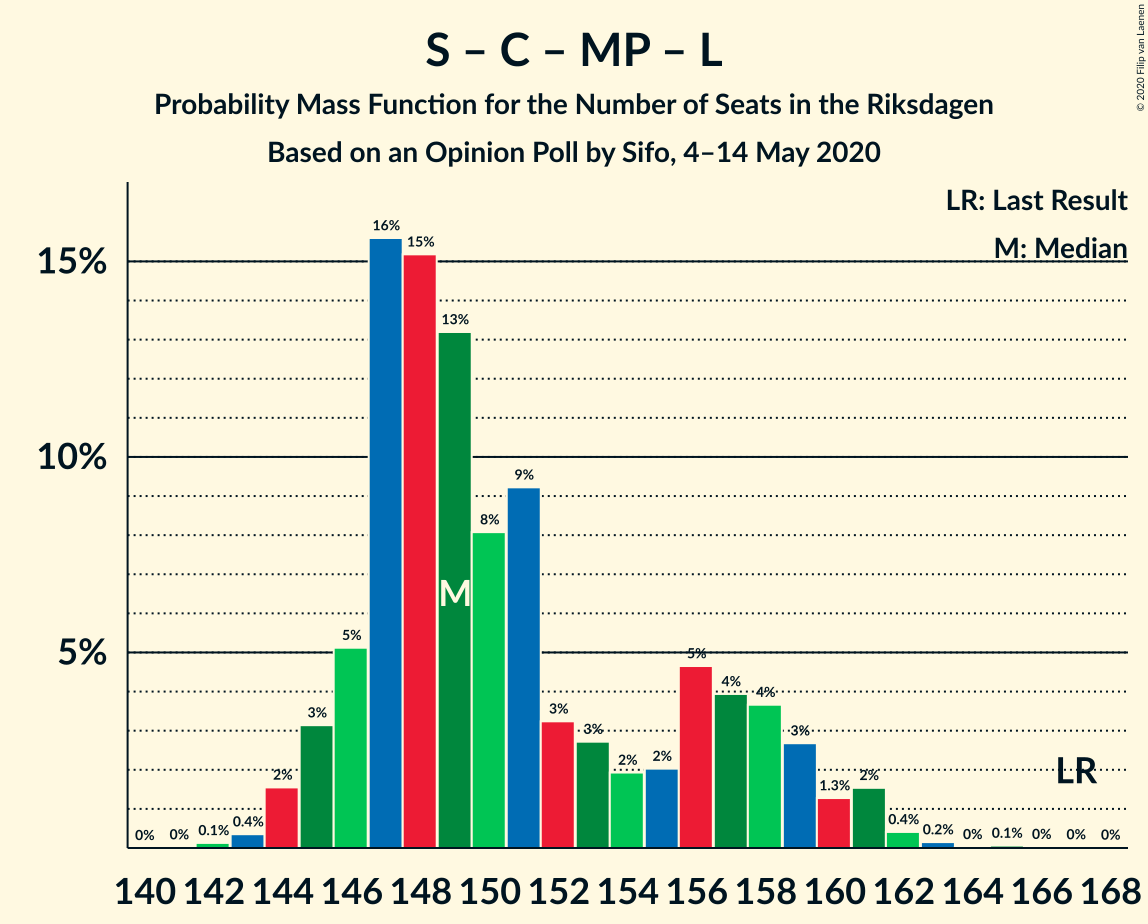 S – C – MP – L
Probability Mass Function for the Number of Seats in the Riksdagen
Based on an Opinion Poll by Sifo, 4–14 May 2020
© 2020 Filip van Laenen
LR: Last Result
M: Median
15%
10%
5%
0% 0% 0.1% 0.4% 2% 3% 5% 16% 15% 13% 8% 9% 3% 3% 2% 2% 5% 4% 4% 3% 1.3% 2% 0.4% 0.2% 0% 0.1% 0% 0% 0%
M
LR
140 142 144 146 148 150 152 154 156 158 160 162 164 166 168